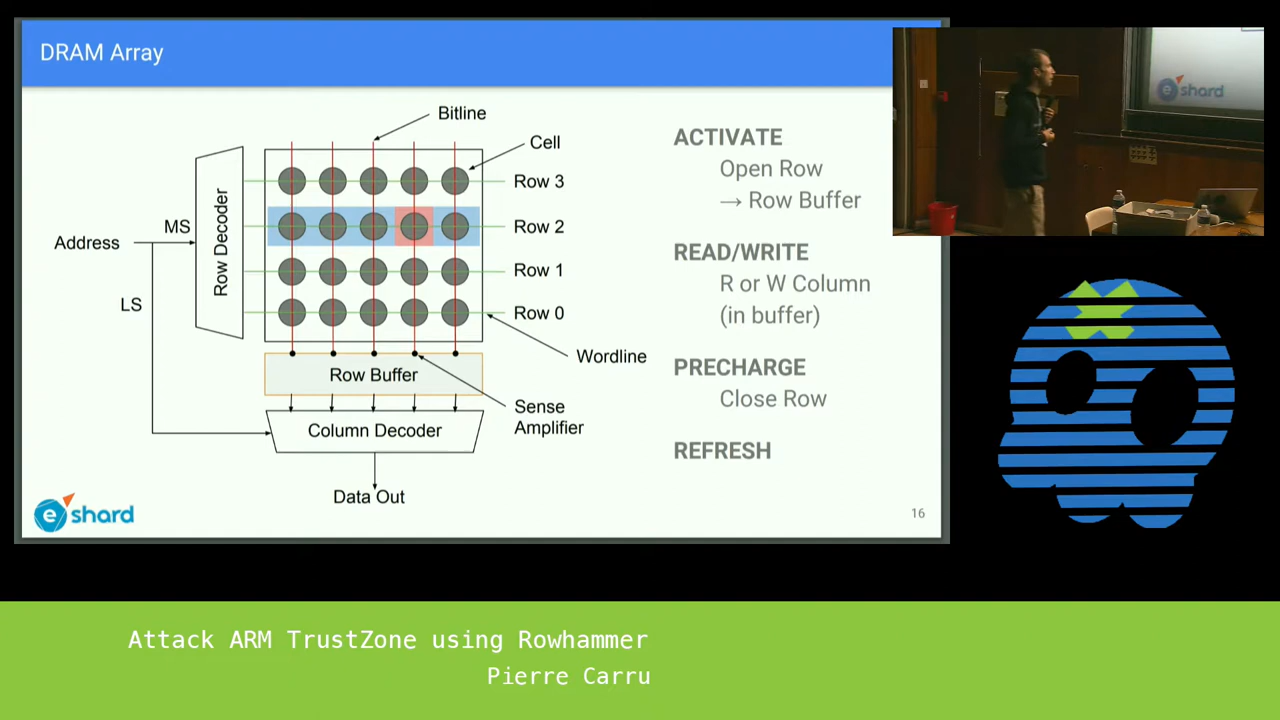 DRAM Array
Bitline
Cell
Row 3
Row 2
Row 1
Row 0
Wordline
Address
MS
LS
Row Decoder
Row Buffer
Sense
Amplifier
Column Decoder
Data Out
ACTIVATE
Open Row
→ Row Buffer
READ/WRITE
R or W Column
(in buffer)
PRECHARGE
Close Row
REFRESH
e shard
16
e shard
Attack ARM TrustZone using Rowhammer
Pierre Carru